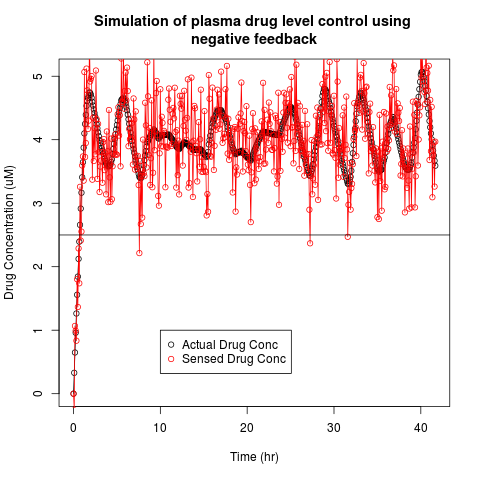 Simulation of plasma drug level control using
negative feedback
Drug Concentration (uM)
5
4
3
2
1
0
Actual Drug Conc
Sensed Drug Conc
0 10 20 30 40
Time (hr)